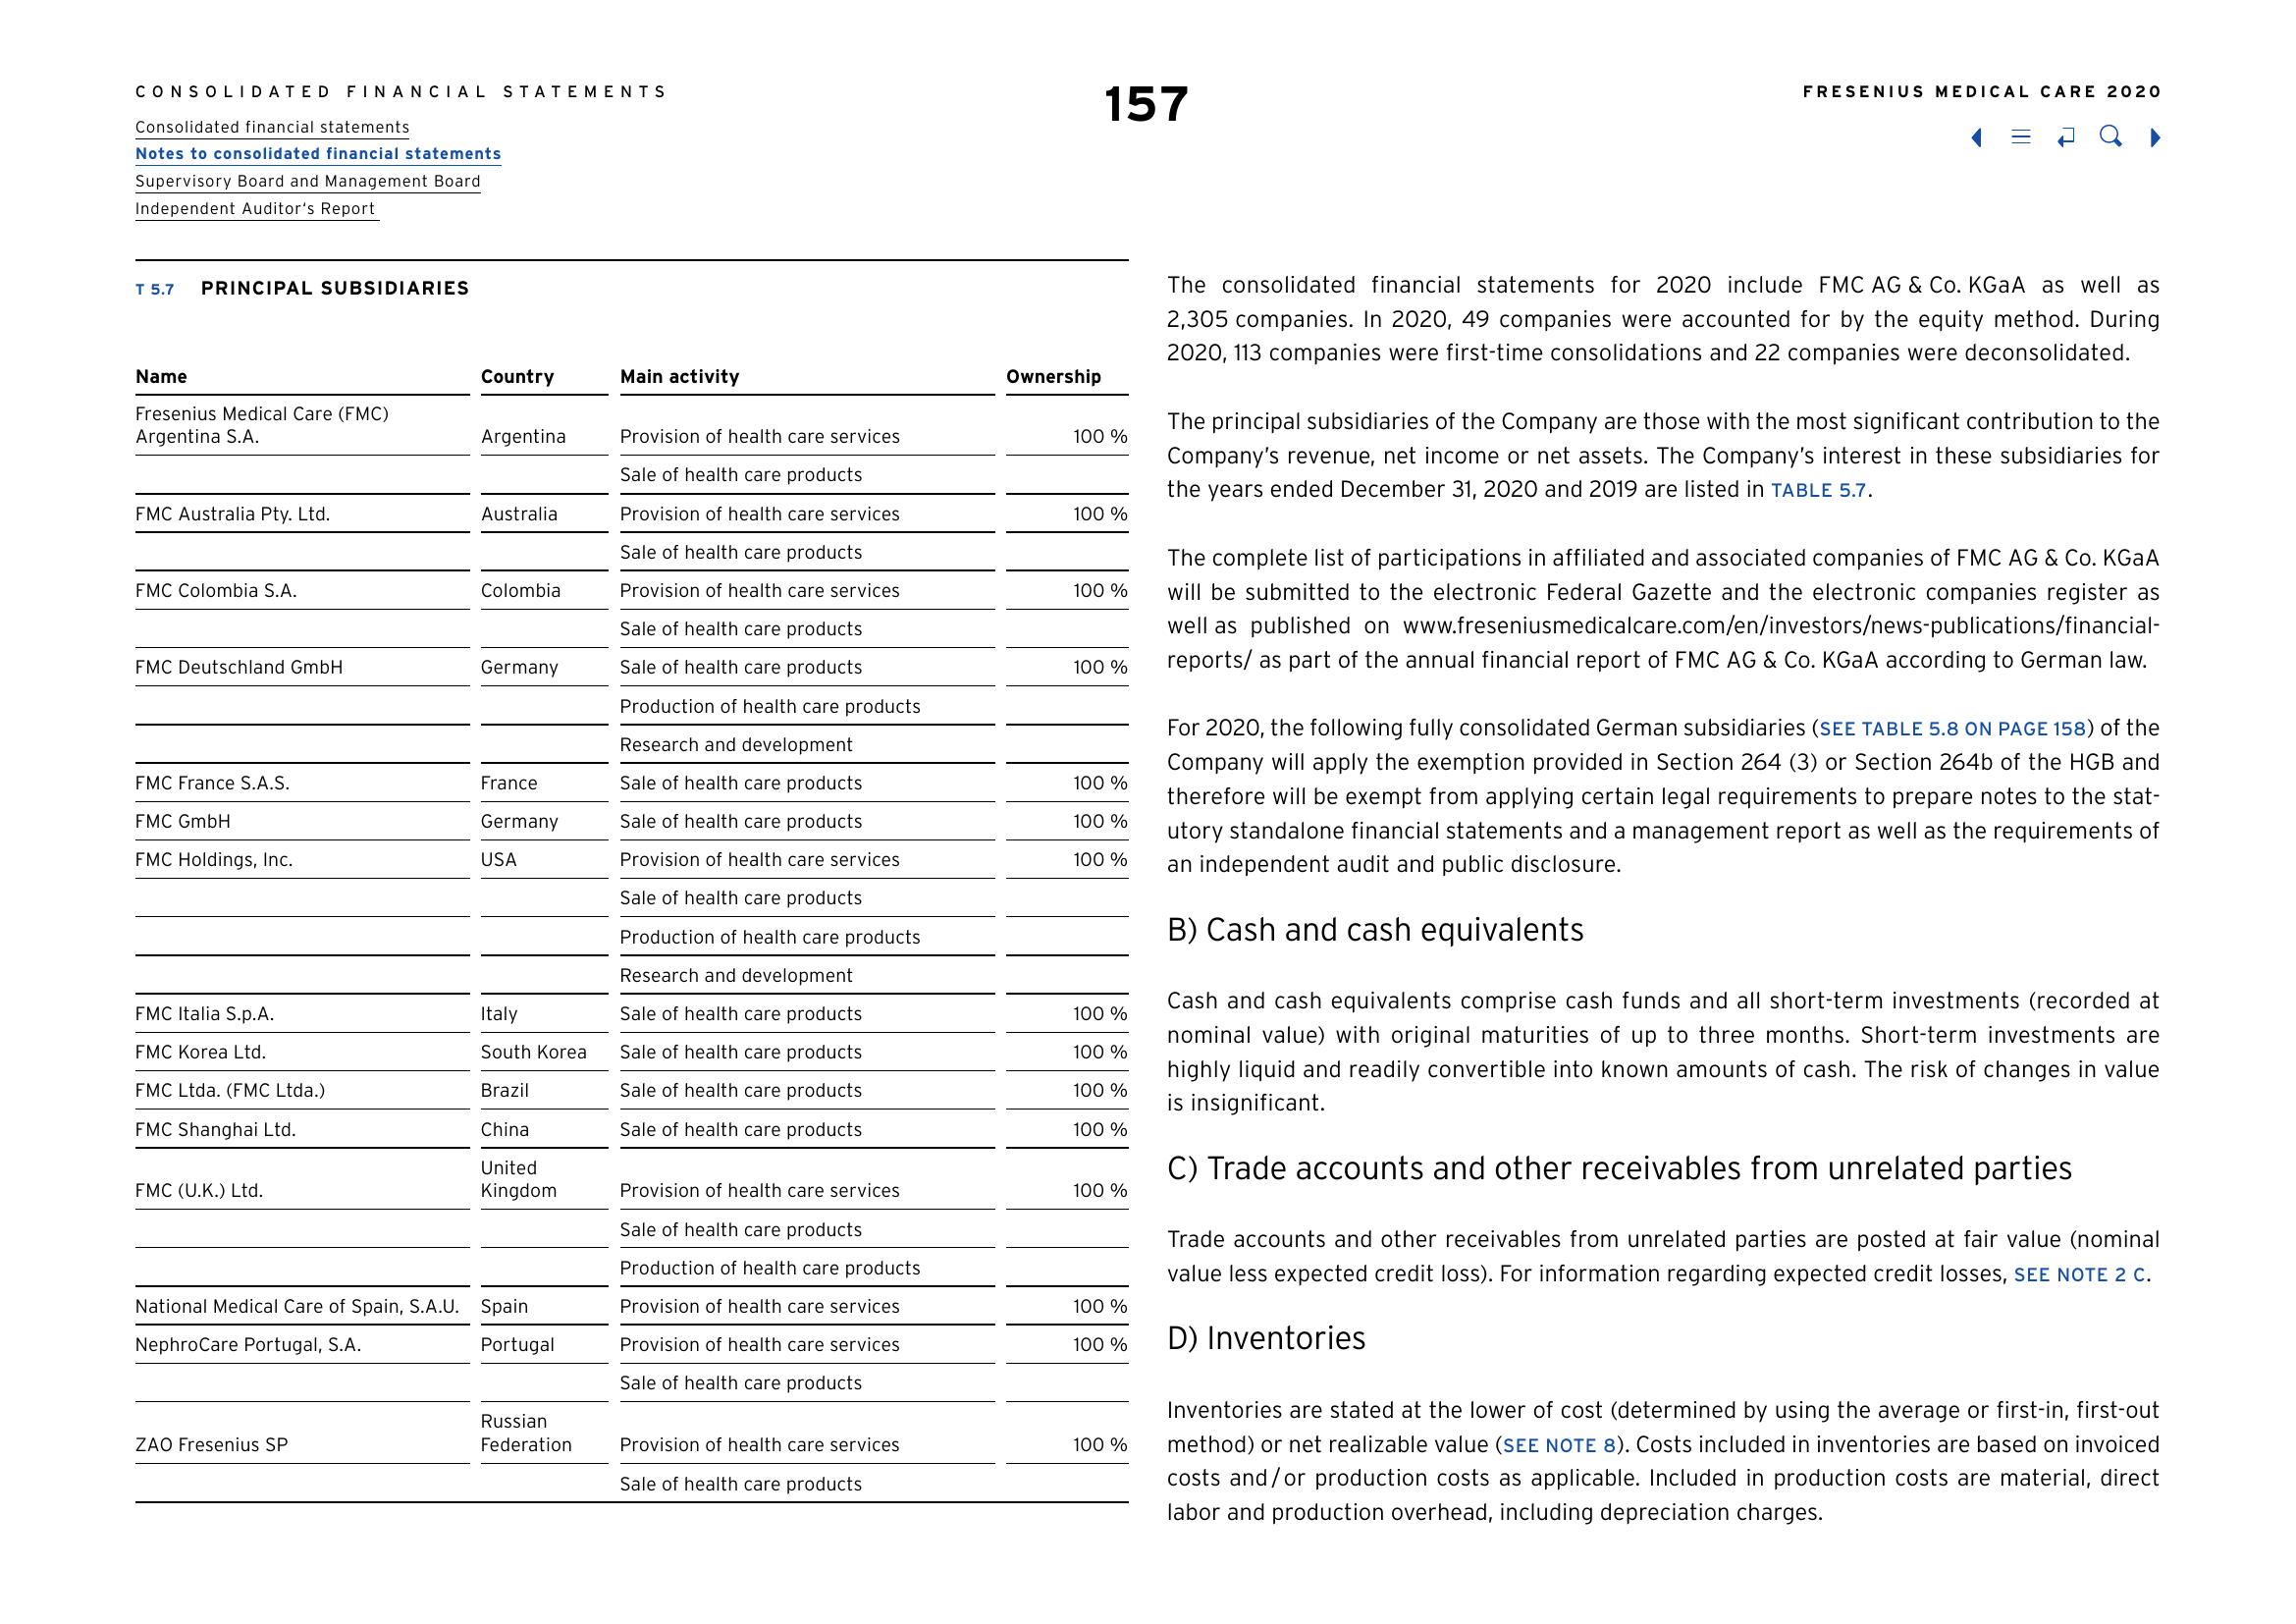 CONSOLIDATED FINANCIAL STATEMENTS
157
FRESENIUS MEDICAL CARE 2020
Consolidated financial statements
Notes to consolidated financial statements
Supervisory Board and Management Board
Independent Auditor‘s Report
T 5.7 PRINCIPAL SUBSIDIARIES
Name Country Main activity Ownership
Fresenius Medical Care (FMC)
Argentina S.A. Argentina Provision of health care services 100 %
Sale of health care products
FMC Australia Pty. Ltd. Australia Provision of health care services 100 %
Sale of health care products
FMC Colombia S.A. Colombia Provision of health care services 100 %
Sale of health care products
FMC Deutschland GmbH Germany Sale of health care products 100 %
Production of health care products
Research and development
FMC France S.A.S. France Sale of health care products 100 %
FMC GmbH Germany Sale of health care products 100 %
FMC Holdings, Inc. USA Provision of health care services 100 %
Sale of health care products
Production of health care products
Research and development
FMC Italia S.p.A. Italy Sale of health care products 100 %
FMC Korea Ltd. South Korea Sale of health care products 100 %
FMC Ltda. (FMC Ltda.) Brazil Sale of health care products 100 %
FMC Shanghai Ltd. China Sale of health care products 100 %
United
FMC (U.K.) Ltd. Kingdom Provision of health care services 100 %
Sale of health care products
Production of health care products
National Medical Care of Spain, S.A.U. Spain Provision of health care services 100 %
NephroCare Portugal, S.A. Portugal Provision of health care services 100 %
Sale of health care products
Russian
ZAO Fresenius SP Federation Provision of health care services 100 %
Sale of health care products
The consolidated financial statements for 2020 include FMC AG & Co. KGaA as well as
2,305 companies. In 2020, 49 companies were accounted for by the equity method. During
2020, 113 companies were first-time consolidations and 22 companies were deconsolidated.
The principal subsidiaries of the Company are those with the most significant contribution to the
Company’s revenue, net income or net assets. The Company’s interest in these subsidiaries for
the years ended December 31, 2020 and 2019 are listed in TABLE 5.7.
The complete list of participations in affiliated and associated companies of FMC AG & Co. KGaA
will be submitted to the electronic Federal Gazette and the electronic companies register as
well as published on www.freseniusmedicalcare.com/en/investors/news-publications/financial-
reports/ as part of the annual financial report of FMC AG & Co. KGaA according to German law.
For 2020, the following fully consolidated German subsidiaries (SEE TABLE 5.8 ON PAGE 158) of the
Company will apply the exemption provided in Section 264 (3) or Section 264b of the HGB and
therefore will be exempt from applying certain legal requirements to prepare notes to the stat-
utory standalone financial statements and a management report as well as the requirements of
an independent audit and public disclosure.
B) Cash and cash equivalents
Cash and cash equivalents comprise cash funds and all short-term investments (recorded at
nominal value) with original maturities of up to three months. Short-term investments are
highly liquid and readily convertible into known amounts of cash. The risk of changes in value
is insignificant.
C) Trade accounts and other receivables from unrelated parties
Trade accounts and other receivables from unrelated parties are posted at fair value (nominal
value less expected credit loss). For information regarding expected credit losses, SEE NOTE 2 C.
D) Inventories
Inventories are stated at the lower of cost (determined by using the average or first-in, first-out
method) or net realizable value (SEE NOTE 8). Costs included in inventories are based on invoiced
costs and / or production costs as applicable. Included in production costs are material, direct
labor and production overhead, including depreciation charges.